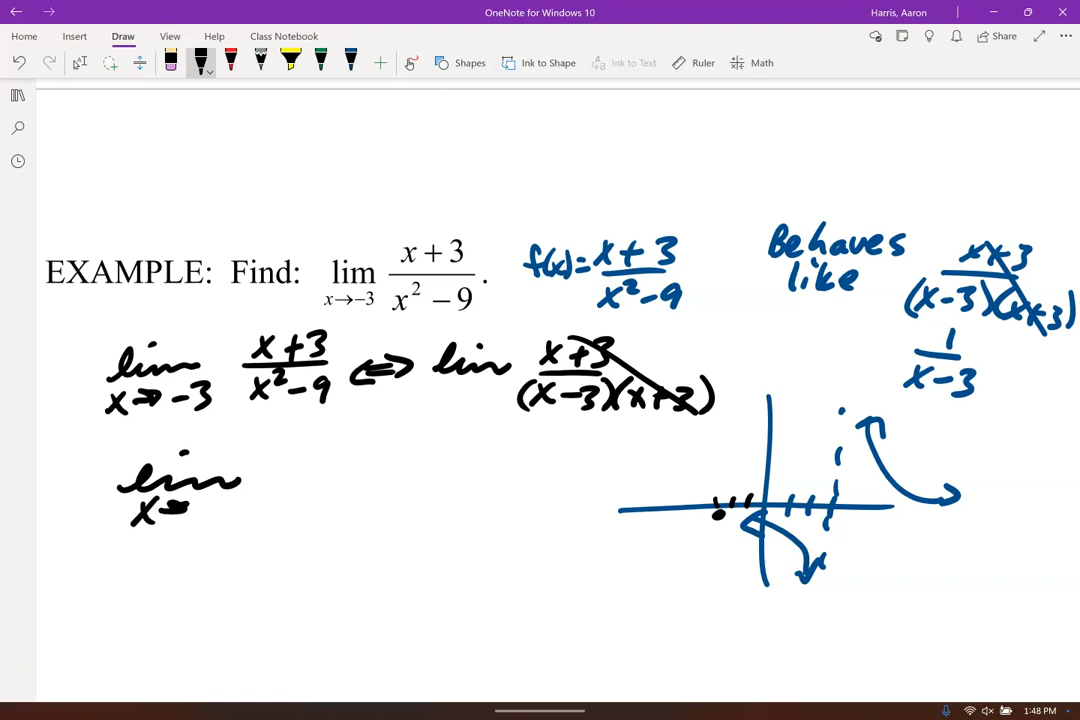 OneNote for Windows 10
Harris, Aaron
Home Insert Draw View Help Class Notebook
Share
Shapes Ink to Shape Ink to Text Ruler Math
EXAMPLE: Find: lim x→-3 (x + 3)/(x² − 9).
f(x)= (x+3)/(x²-9)
Behaves
like
(x+3)/((x-3)(x+3))
1/(x-3)
lim x→-3 (x+3)/(x²-9) ⇔ lim (x+3)/((x-3)(x+3))
lim x→
1:48 PM